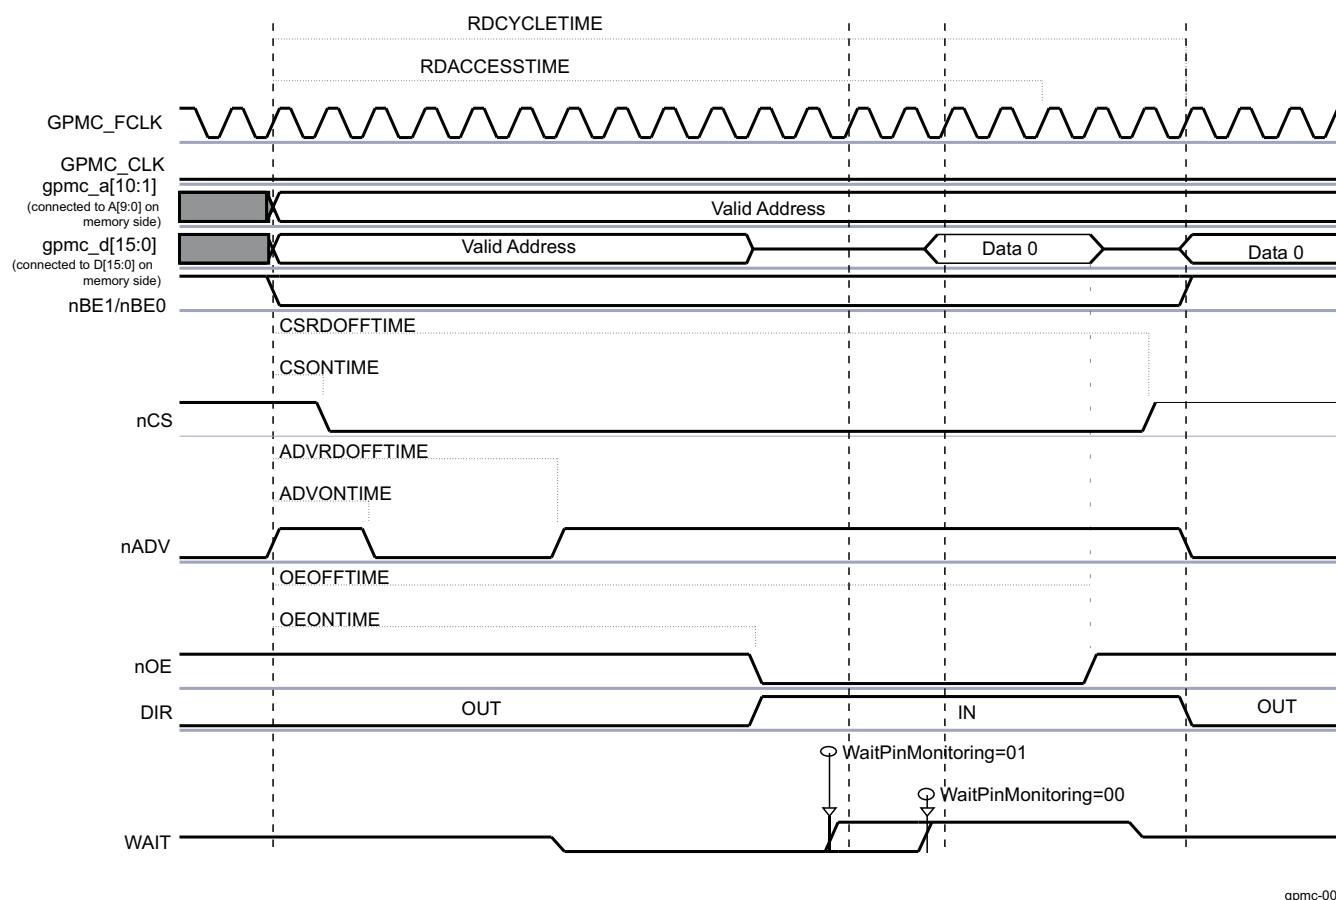 RDCYCLETIME
RDACCESSTIME
GPMC_FCLK
GPMC_CLK
gpmc_a[10:1]
(connected to A[9:0] on
memory side)
Valid Address
gpmc_d[15:0]
(connected to D[15:0] on
memory side)
Valid Address
Data 0
Data 0
nBE1/nBE0
CSRDOFFTIME
CSONTIME
nCS
ADVRDOFFTIME
ADVONTIME
nADV
OEOFFTIME
OEONTIME
nOE
DIR
OUT
IN
OUT
WaitPinMonitoring=01
WaitPinMonitoring=00
WAIT
gpmc-00